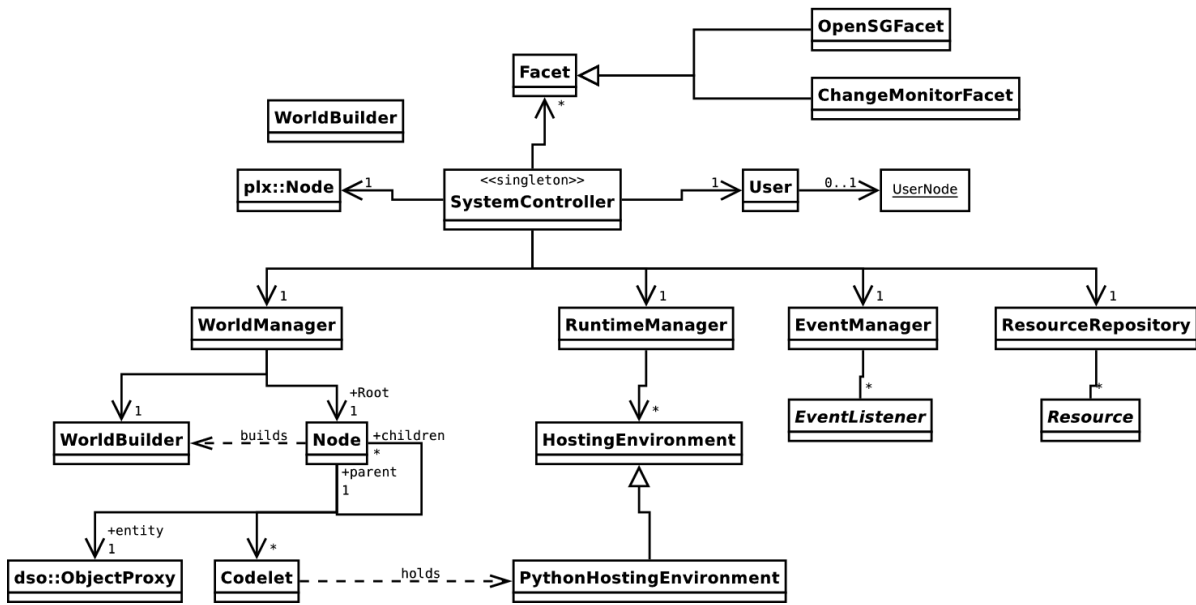 OpenSGFacet
Facet
*
ChangeMonitorFacet
WorldBuilder
<<singleton>>
SystemController
plx::Node
1
1
User
0..1
UserNode
1
1
1
1
WorldManager
RuntimeManager
EventManager
ResourceRepository
+Root
1
1
*
*
*
WorldBuilder
builds
Node
+children
*
HostingEnvironment
EventListener
Resource
+parent
1
+entity
1
*
dso::ObjectProxy
Codelet
holds
PythonHostingEnvironment